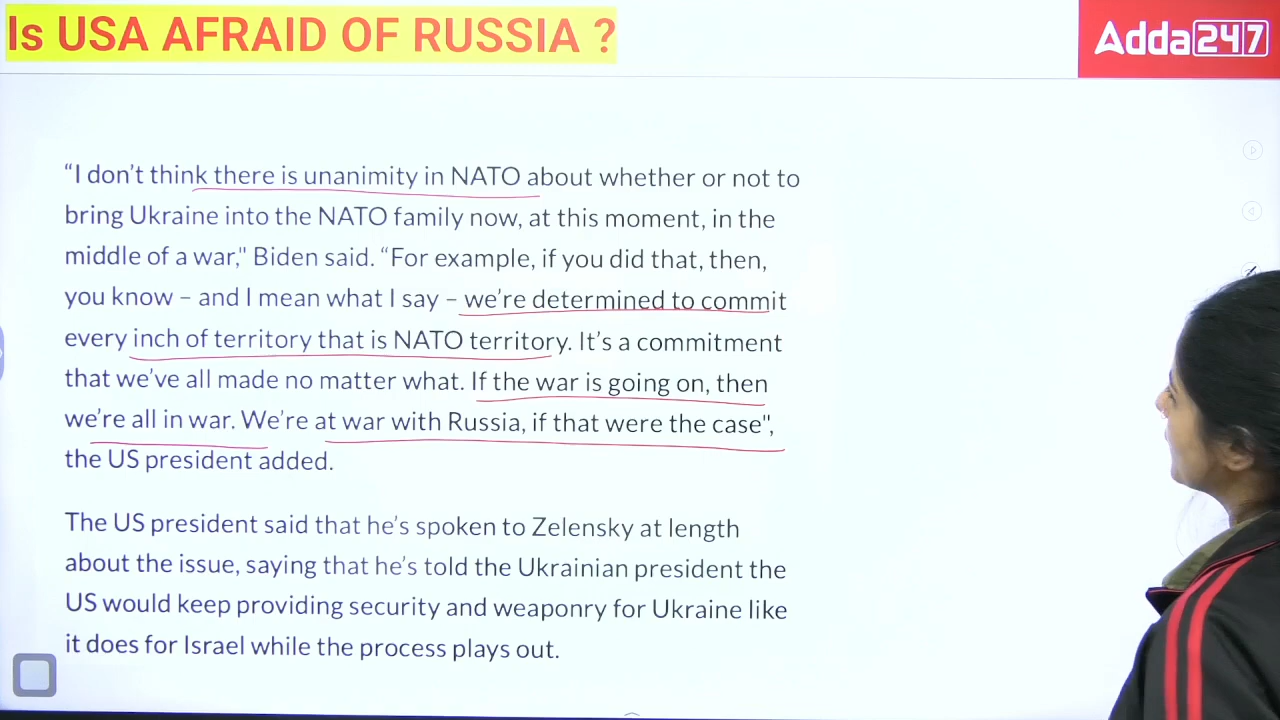 Is USA AFRAID OF RUSSIA ?
Adda247
“I don’t think there is unanimity in NATO about whether or not to
bring Ukraine into the NATO family now, at this moment, in the
middle of a war," Biden said. “For example, if you did that, then,
you know – and I mean what I say – we’re determined to commit
every inch of territory that is NATO territory. It’s a commitment
that we’ve all made no matter what. If the war is going on, then
we’re all in war. We’re at war with Russia, if that were the case",
the US president added.
The US president said that he’s spoken to Zelensky at length
about the issue, saying that he’s told the Ukrainian president the
US would keep providing security and weaponry for Ukraine like
it does for Israel while the process plays out.